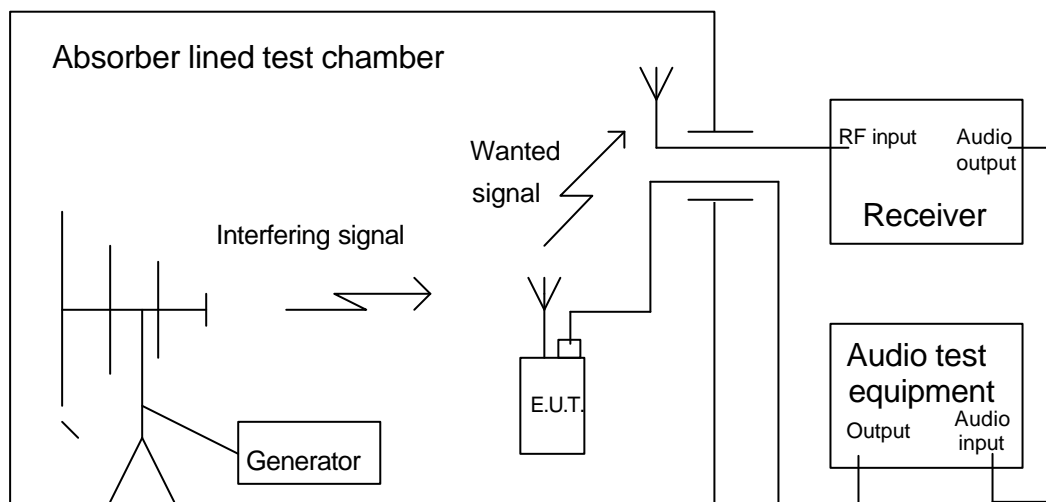 Absorber lined test chamber
Wanted
signal
Interfering signal
E.U.T.
Generator
RF input
Audio
output
Receiver
Audio test
equipment
Output
Audio
input